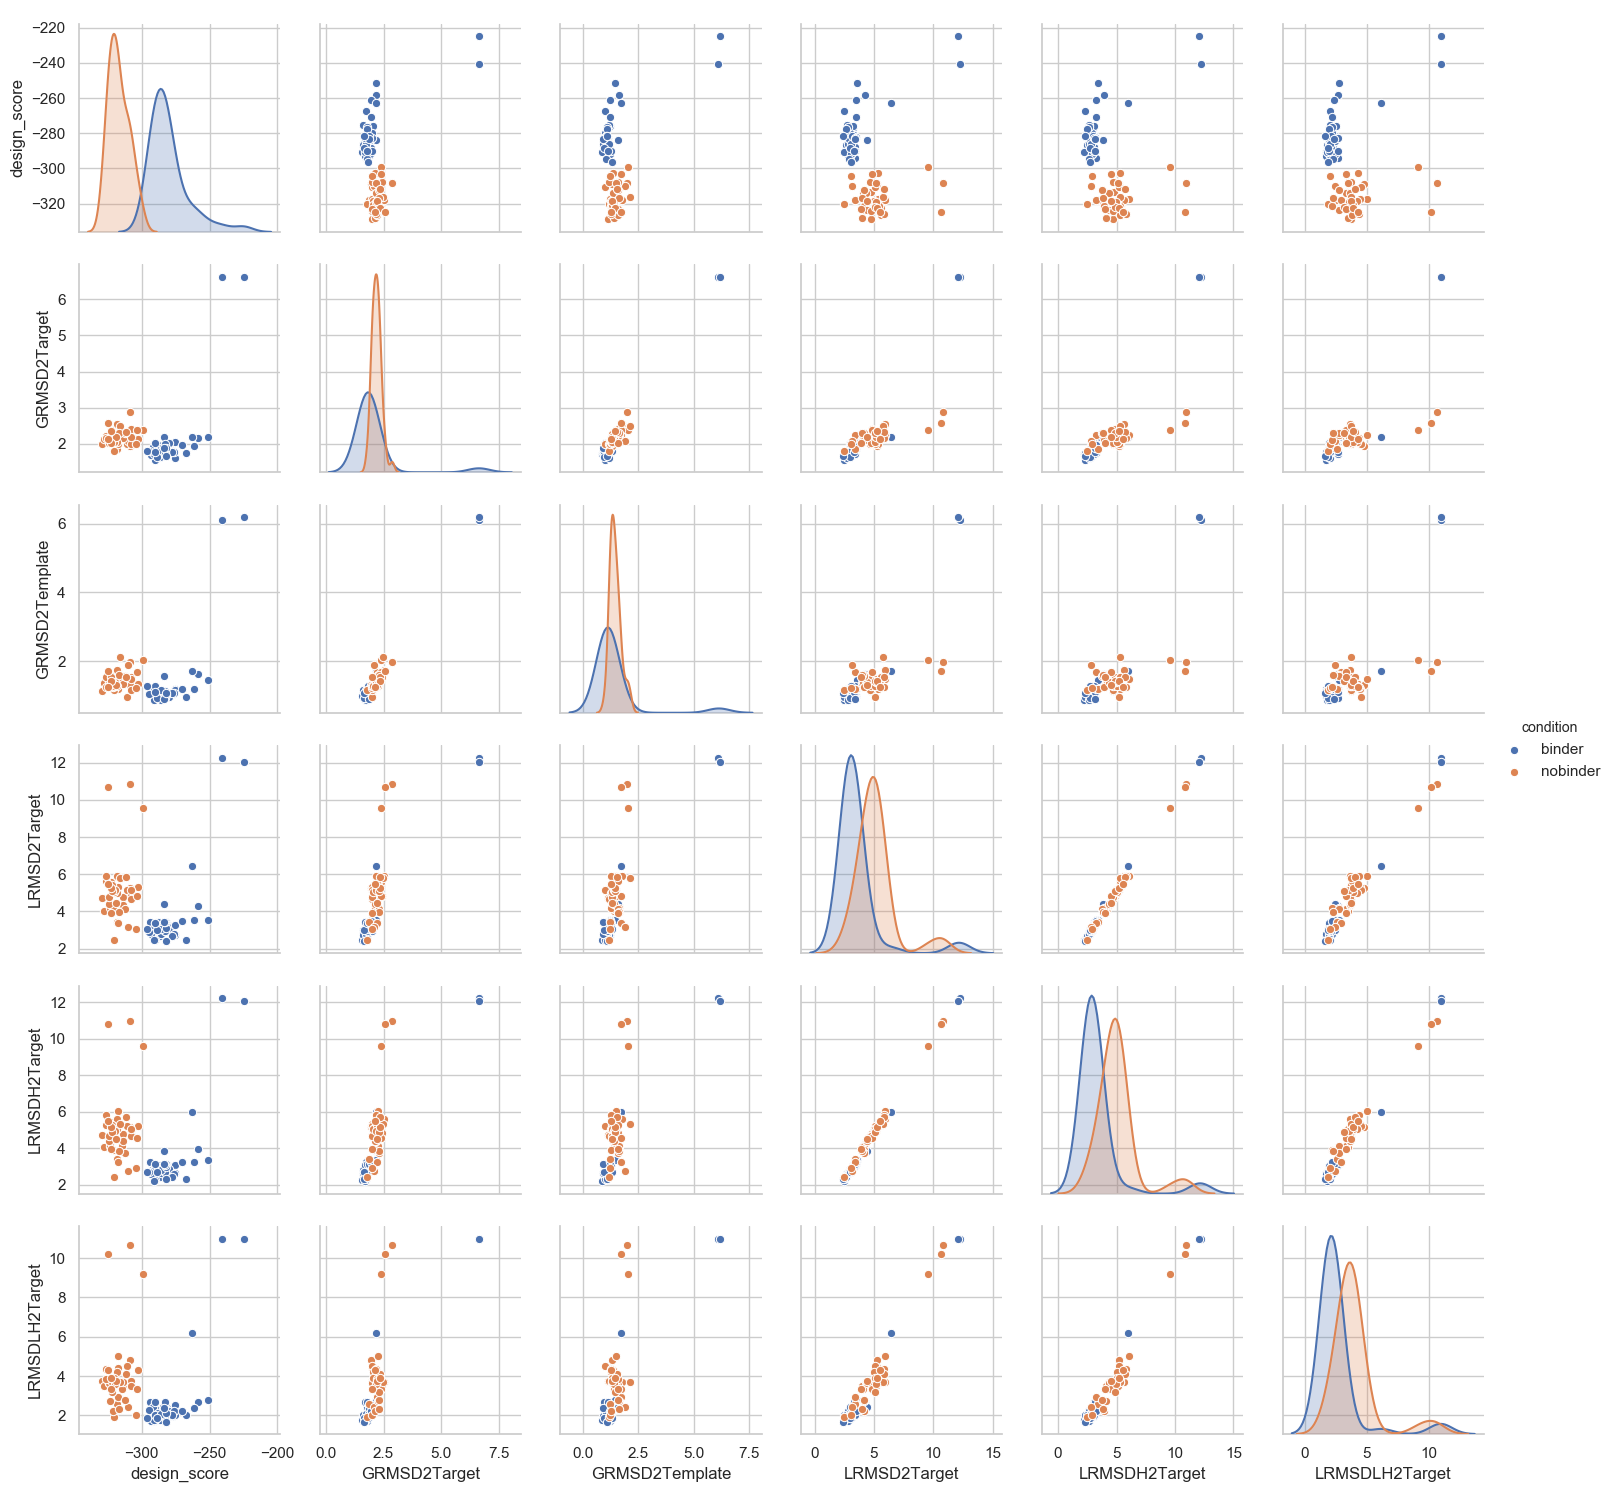 −220
−240
−260
−280
−300
−320
design_score
6
5
4
3
2
GRMSD2Target
6
4
2
GRMSD2Template
condition
binder
nobinder
12
10
8
6
4
2
LRMSD2Target
12
10
8
6
4
2
LRMSDH2Target
10
8
6
4
2
LRMSDLH2Target
−300 −250 −200 0.0 2.5 5.0 7.5 0.0 2.5 5.0 7.5 0 5 10 15 0 5 10 15 0 5 10
design_score GRMSD2Target GRMSD2Template LRMSD2Target LRMSDH2Target LRMSDLH2Target